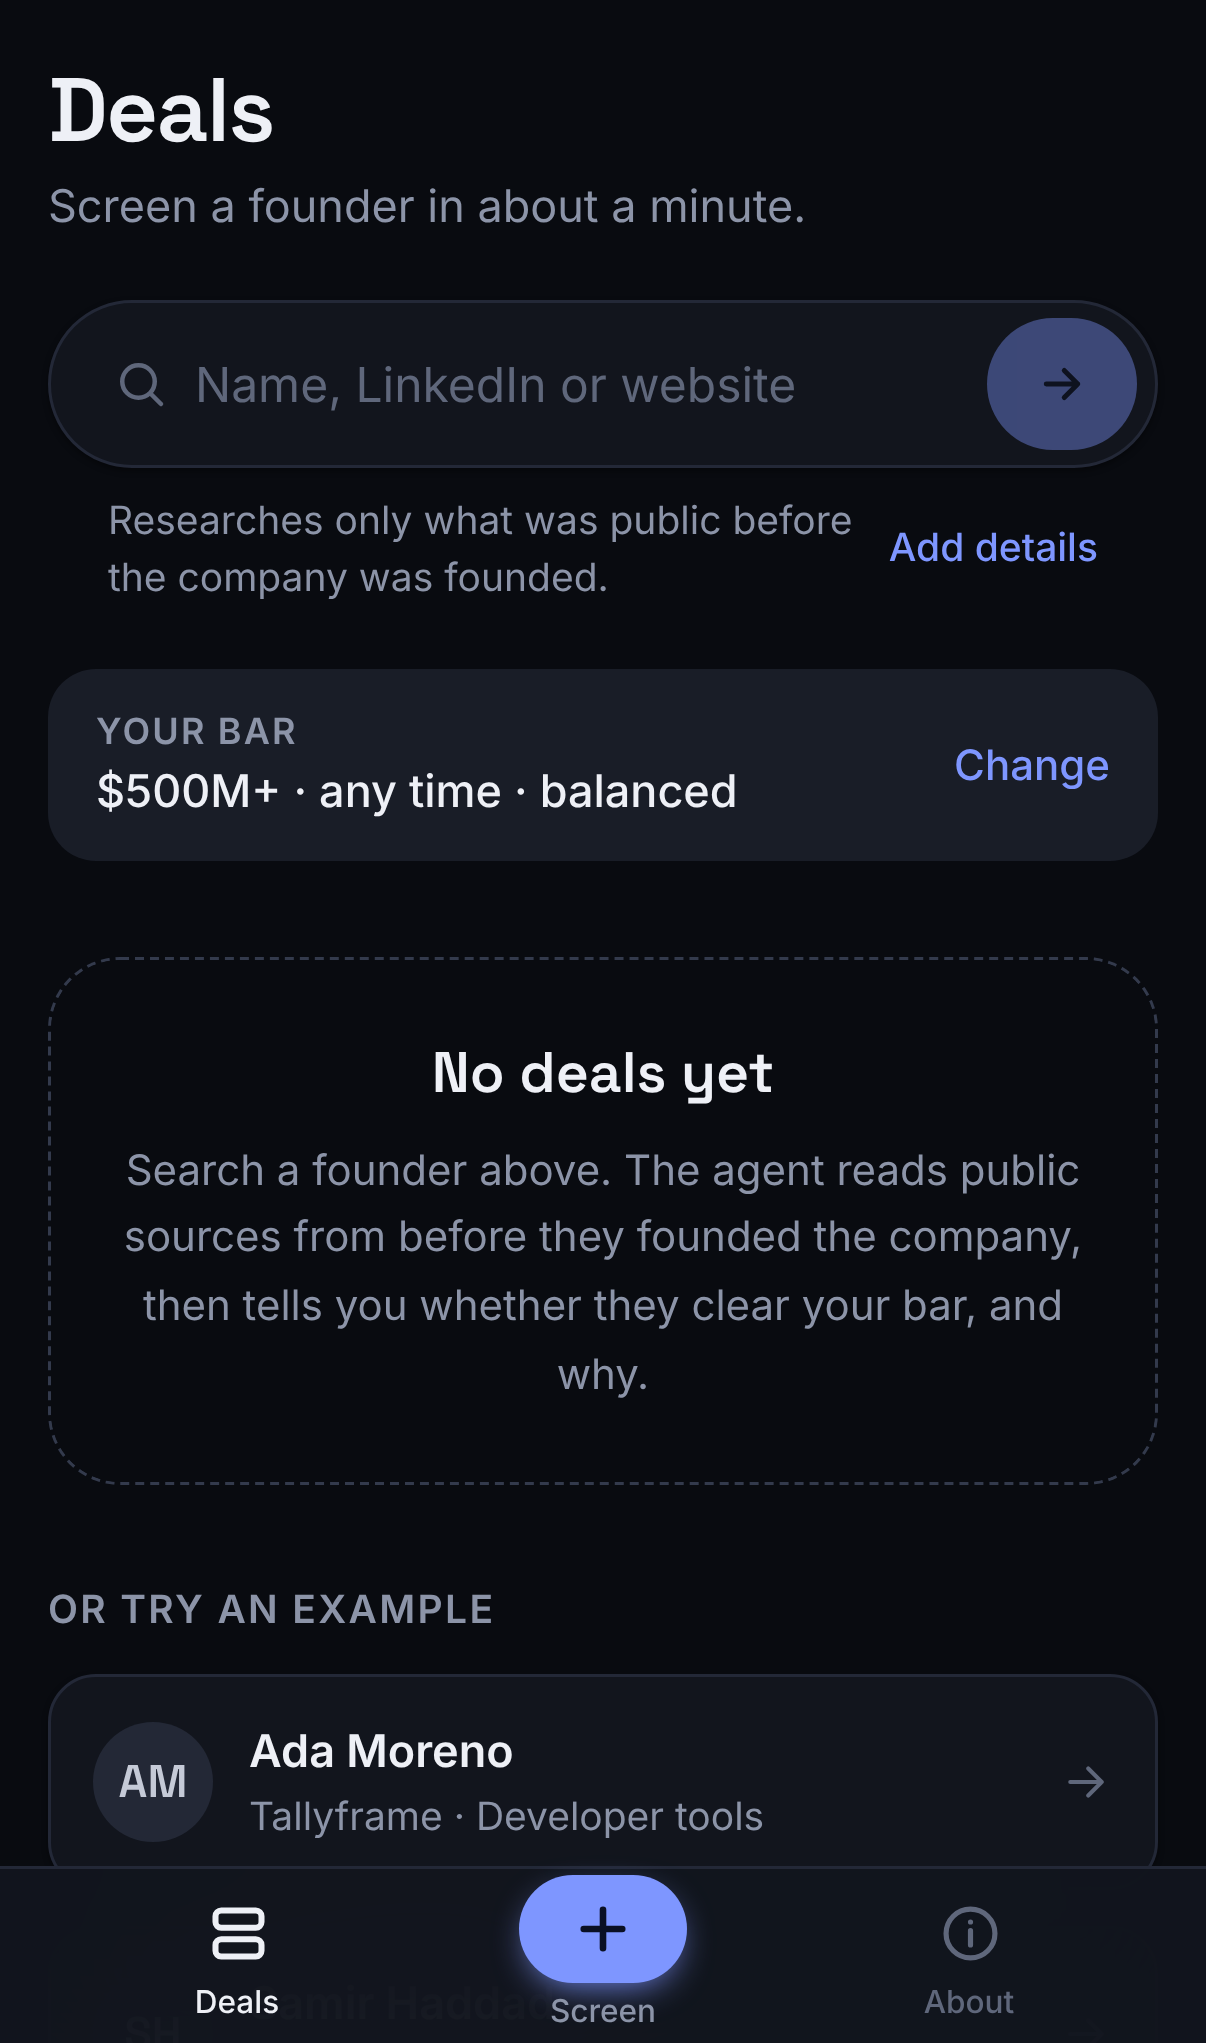 Deals
Screen a founder in about a minute.
Name, LinkedIn or website
Researches only what was public before
the company was founded.
Add details
YOUR BAR
$500M+ · any time · balanced
Change
No deals yet
Search a founder above. The agent reads public
sources from before they founded the company,
then tells you whether they clear your bar, and
why.
OR TRY AN EXAMPLE
AM
Ada Moreno
Tallyframe · Developer tools
SH
Deals
Screen
About